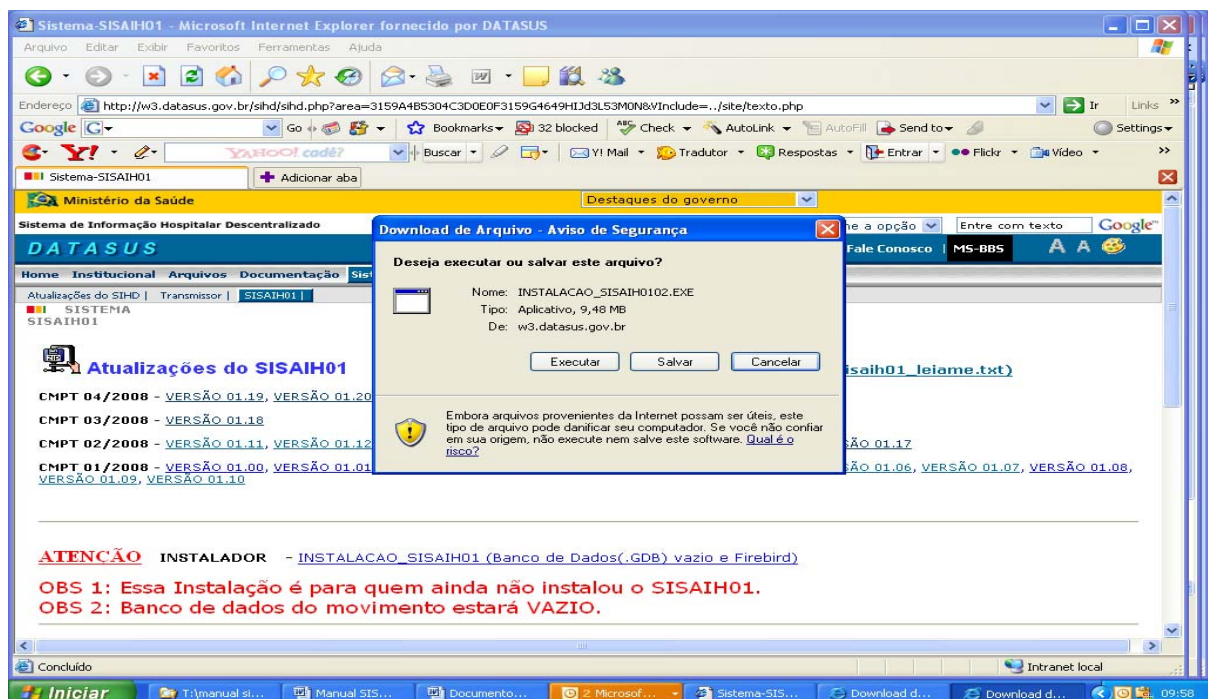 Sistema-SISAIH01 - Microsoft Internet Explorer fornecido por DATASUS
Arquivo Editar Exibir Favoritos Ferramentas Ajuda
Endereço http://w3.datasus.gov.br/sihd/sihd.php?area=3159A4B5304C3D0E0F3159G4649HIJd3L53M0N&VInclude=../site/texto.php Ir Links »
Google G Go Bookmarks 32 blocked ABC Check AutoLink AutoFill Send to Settings
Y! YAHOO! cadê? Buscar Y! Mail Tradutor Respostas Entrar Flickr Vídeo »
Sistema-SISAIH01 Adicionar aba
Ministério da Saúde Destaques do governo
Sistema de Informação Hospitalar Descentralizado he a opção Entre com texto Google
DATASUS Fale Conosco | MS-BBS A A
Home Institucional Arquivos Documentação Sist
Atualizações do SIHD | Transmissor | SISAIH01 |
SISTEMA
SISAIH01
Download de Arquivo - Aviso de Segurança
Deseja executar ou salvar este arquivo?
Nome: INSTALACAO_SISAIH0102.EXE
Tipo: Aplicativo, 9,48 MB
De: w3.datasus.gov.br
Executar Salvar Cancelar
Embora arquivos provenientes da Internet possam ser úteis, este
tipo de arquivo pode danificar seu computador. Se você não confiar
em sua origem, não execute nem salve este software. Qual é o
risco?
Atualizações do SISAIH01 isaih01_leiame.txt)
CMPT 04/2008 - VERSÃO 01.19, VERSÃO 01.20
CMPT 03/2008 - VERSÃO 01.18
CMPT 02/2008 - VERSÃO 01.11, VERSÃO 01.12 ÃO 01.17
CMPT 01/2008 - VERSÃO 01.00, VERSÃO 01.01 ÃO 01.06, VERSÃO 01.07, VERSÃO 01.08,
VERSÃO 01.09, VERSÃO 01.10
ATENÇÃO INSTALADOR - INSTALACAO_SISAIH01 (Banco de Dados(.GDB) vazio e Firebird)
OBS 1: Essa Instalação é para quem ainda não instalou o SISAIH01.
OBS 2: Banco de dados do movimento estará VAZIO.
Concluído Intranet local
Iniciar T:\manual si... Manual SIS... Documento... 2 Microsof... Sistema-SIS... Download d... Download d... 09:58